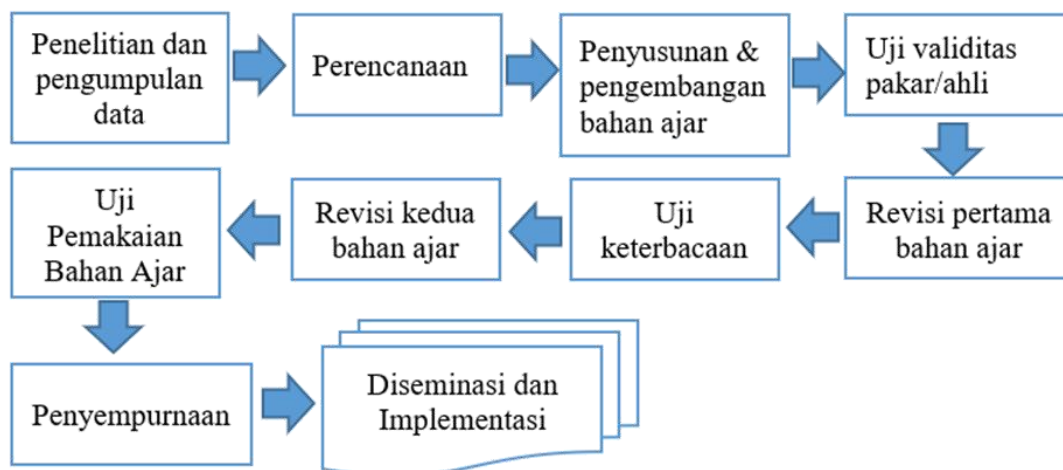 Penelitian dan
pengumpulan
data
Perencanaan
Penyusunan &
pengembangan
bahan ajar
Uji validitas
pakar/ahli
Revisi pertama
bahan ajar
Uji
keterbacaan
Revisi kedua
bahan ajar
Uji
Pemakaian
Bahan Ajar
Penyempurnaan
Diseminasi dan
Implementasi